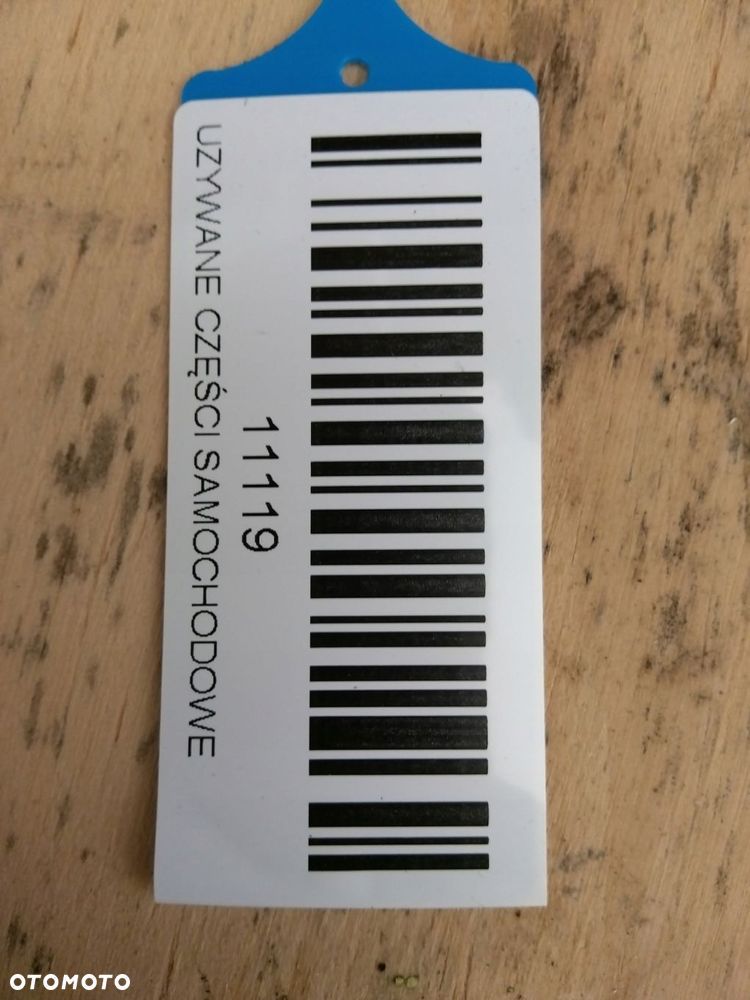 UZYWANE CZĘŚCI SAMOCHODOWE
11119
OTOMOTO